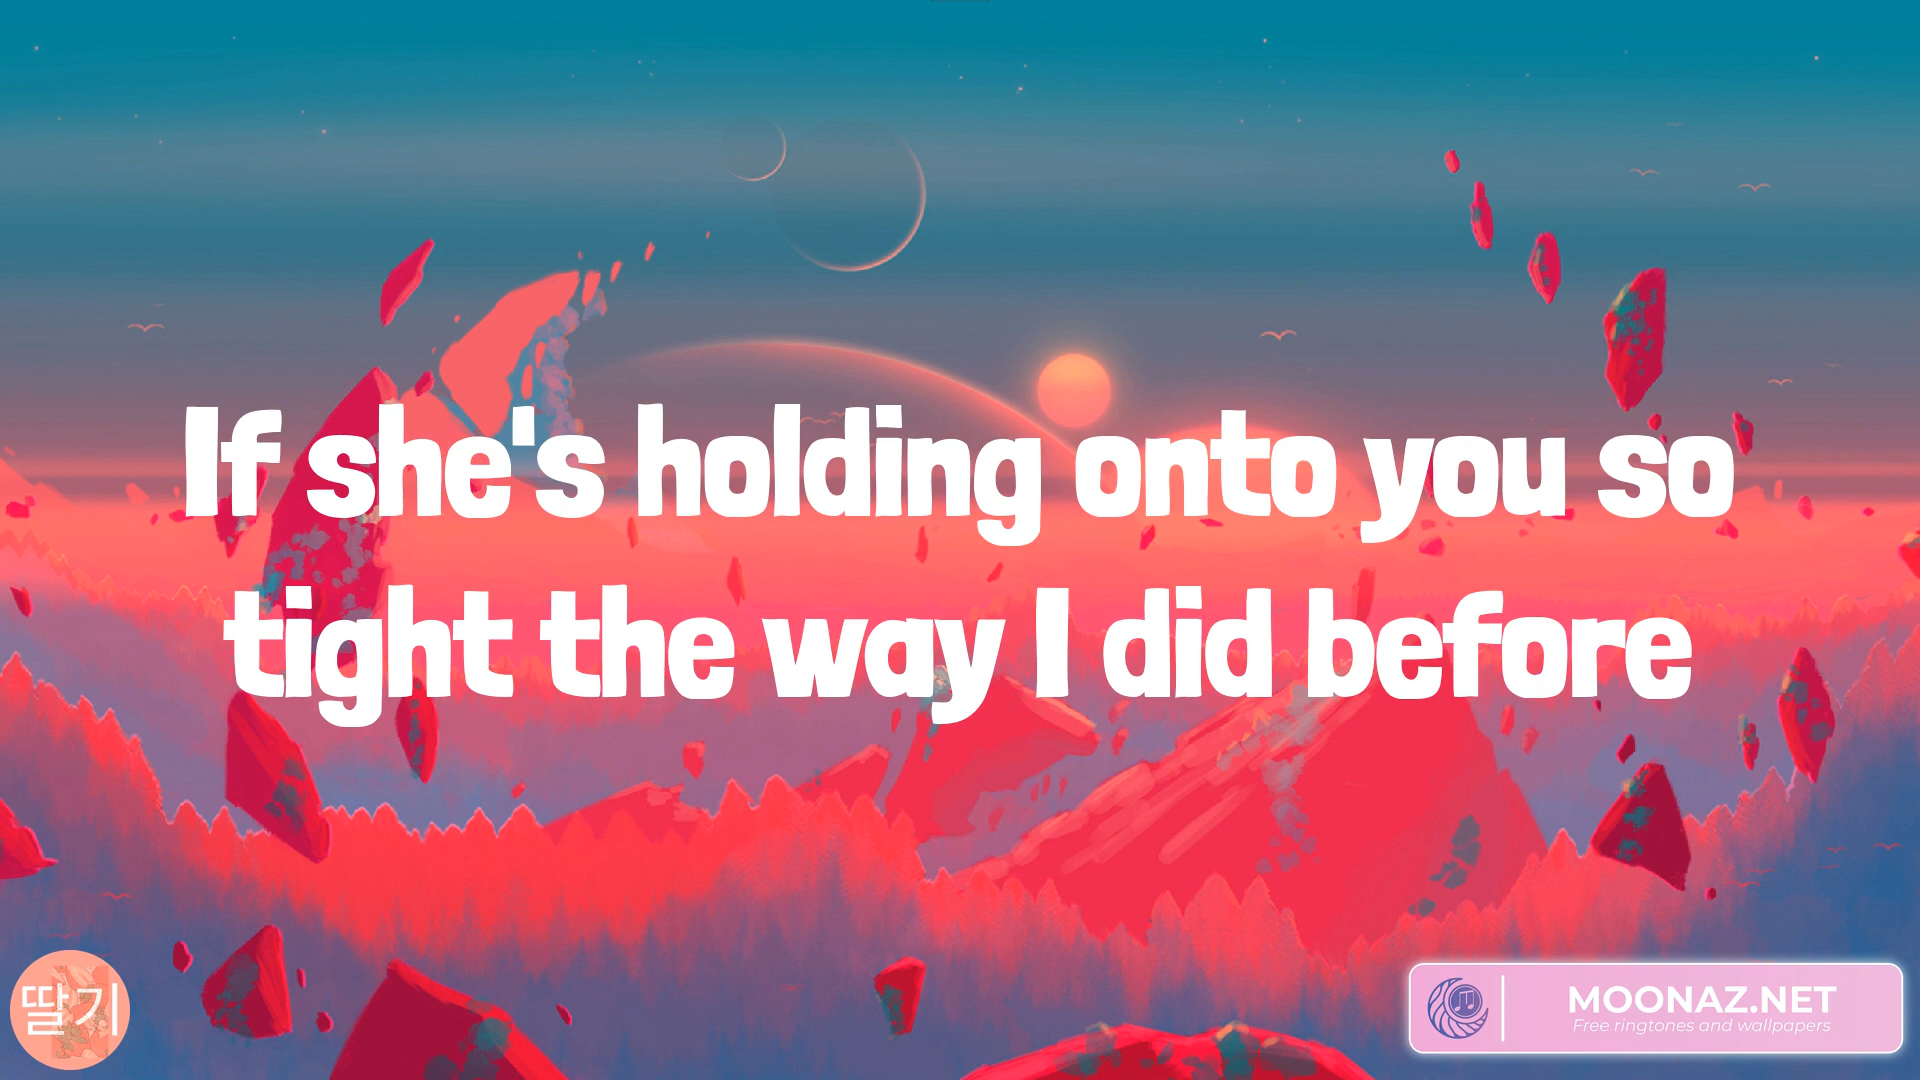 If she's holding onto you so
tight the way I did before
딸기
MOONAZ.NET
Free ringtones and wallpapers